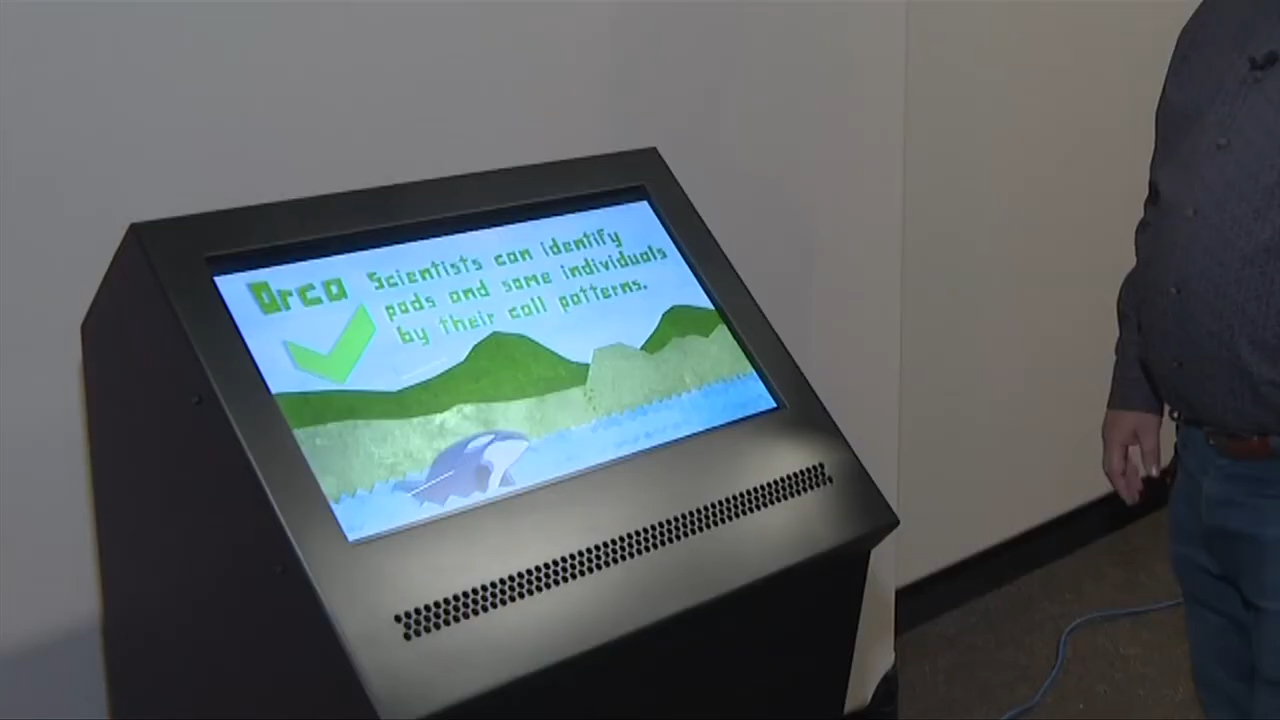 Orca
Scientists can identify
pods and some individuals
by their call patterns.